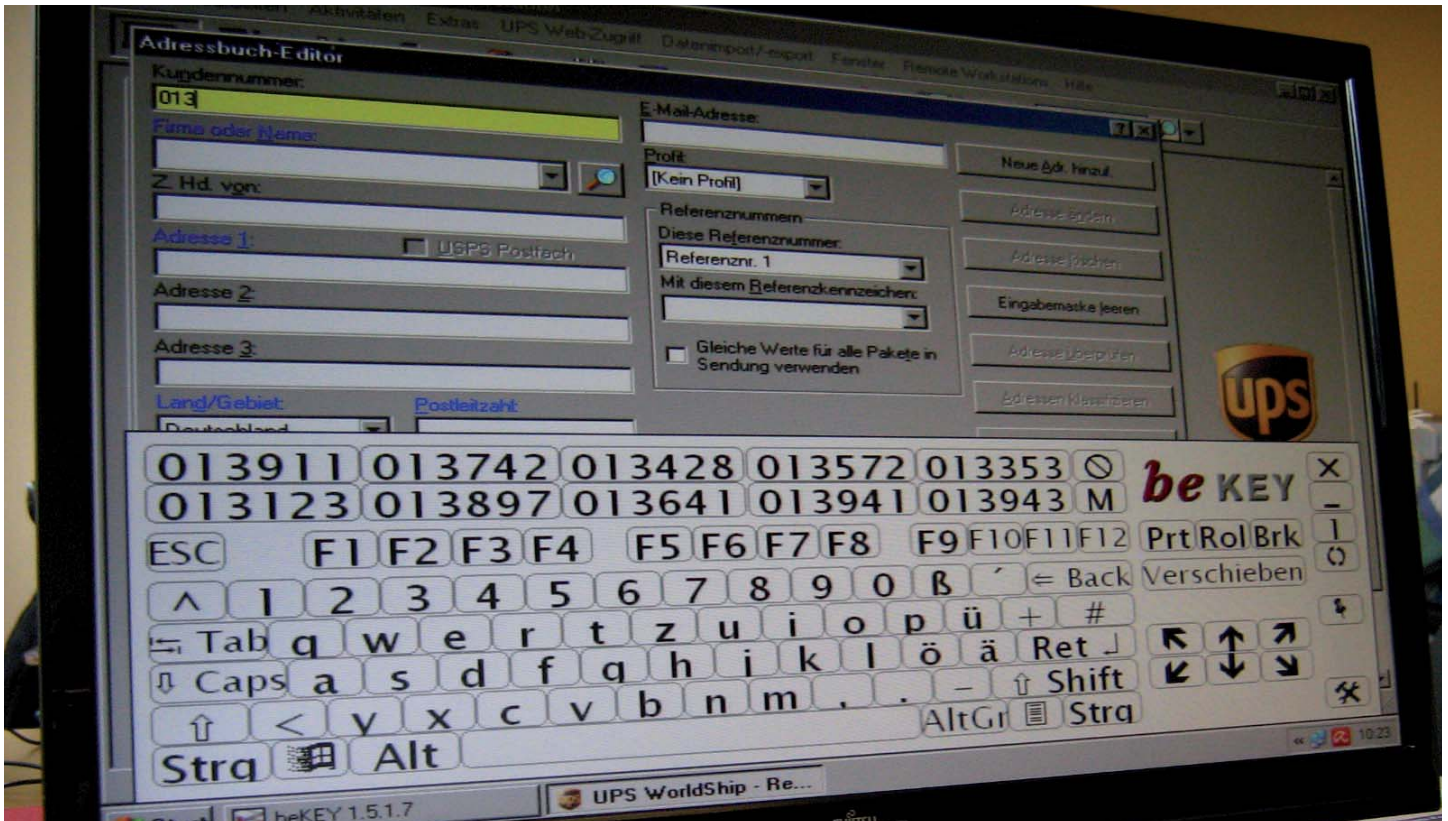 Aktivitäten Extras UPS Web-Zugriff Datenimport/-export Fenster Remote Workstations Hilfe
Adressbuch-Editor
Kundennummer:
013
Firma oder Name:
Z. Hd. von:
Adresse 1:
USPS Postfach
Adresse 2:
Adresse 3:
Land/Gebiet:
Postleitzahl:
Deutschland
E-Mail-Adresse:
Profil:
[Kein Profil]
Referenznummern
Diese Referenznummer:
Referenznr. 1
Mit diesem Referenzkennzeichen:
Gleiche Werte für alle Pakete in
Sendung verwenden
Neue Adr. hinzuf.
Adresse ändern
Adresse löschen
Eingabemaske leeren
Adresse überprüfen
Adressen klassifizieren
ups
013911 013742 013428 013572 013353
013123 013897 013641 013941 013943 M
be KEY
ESC F1 F2 F3 F4 F5 F6 F7 F8 F9 F10 F11 F12 Prt Rol Brk
^ 1 2 3 4 5 6 7 8 9 0 ß ´ ⇐ Back Verschieben
Tab q w e r t z u i o p ü + #
Caps a s d f g h j k l ö ä Ret
⇧ < y x c v b n m , . _ ⇧ Shift
Strg Alt AltGr Strg
10:23
beKEY 1.5.1.7
UPS WorldShip - Re...